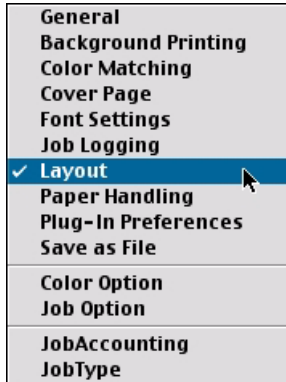 General
Background Printing
Color Matching
Cover Page
Font Settings
Job Logging
✓ Layout
Paper Handling
Plug-In Preferences
Save as File
Color Option
Job Option
JobAccounting
JobType